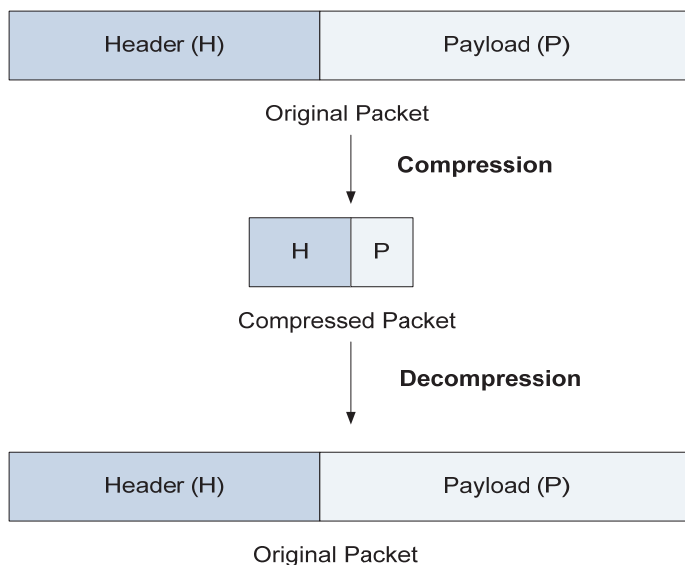 Header (H) Payload (P)
Original Packet
Compression
H P
Compressed Packet
Decompression
Header (H) Payload (P)
Original Packet